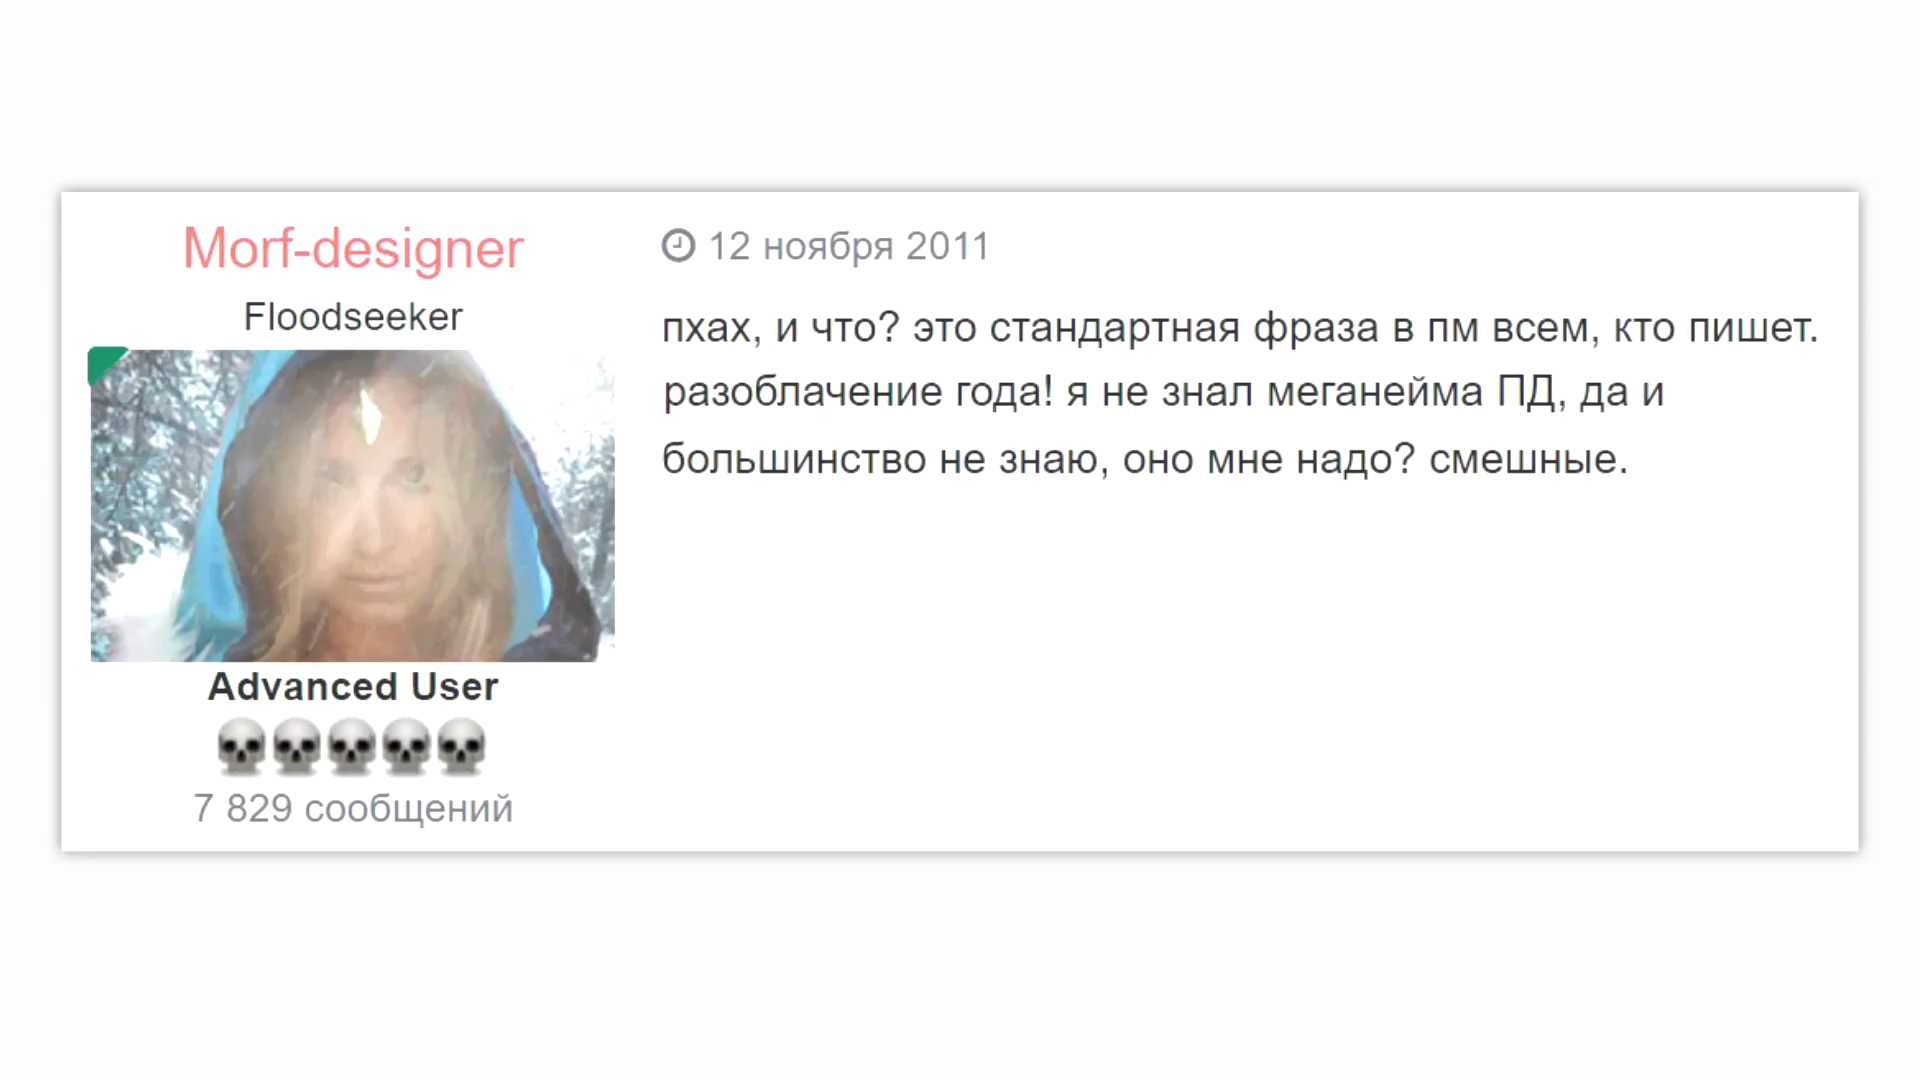 Morf-designer
Floodseeker
Advanced User
7 829 сообщений
12 ноября 2011
пхах, и что? это стандартная фраза в пм всем, кто пишет.
разоблачение года! я не знал меганейма ПД, да и
большинство не знаю, оно мне надо? смешные.